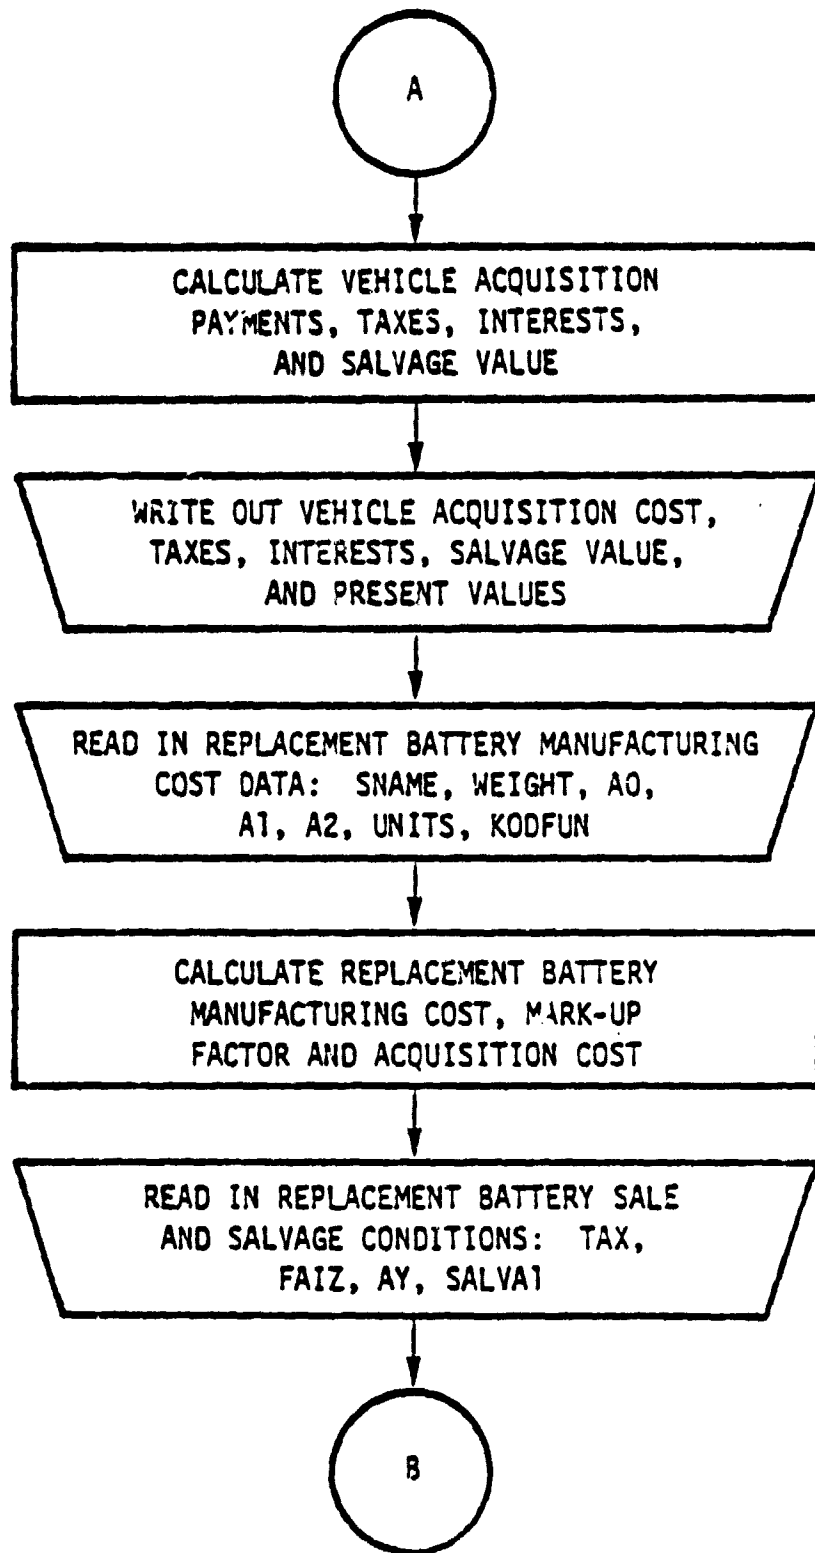 A
CALCULATE VEHICLE ACQUISITION
PAYMENTS, TAXES, INTERESTS,
AND SALVAGE VALUE
WRITE OUT VEHICLE ACQUISITION COST,
TAXES, INTERESTS, SALVAGE VALUE,
AND PRESENT VALUES
READ IN REPLACEMENT BATTERY MANUFACTURING
COST DATA: SNAME, WEIGHT, A0,
A1, A2, UNITS, KODFUN
CALCULATE REPLACEMENT BATTERY
MANUFACTURING COST, MARK-UP
FACTOR AND ACQUISITION COST
READ IN REPLACEMENT BATTERY SALE
AND SALVAGE CONDITIONS: TAX,
FAIZ, AY, SALVA1
B